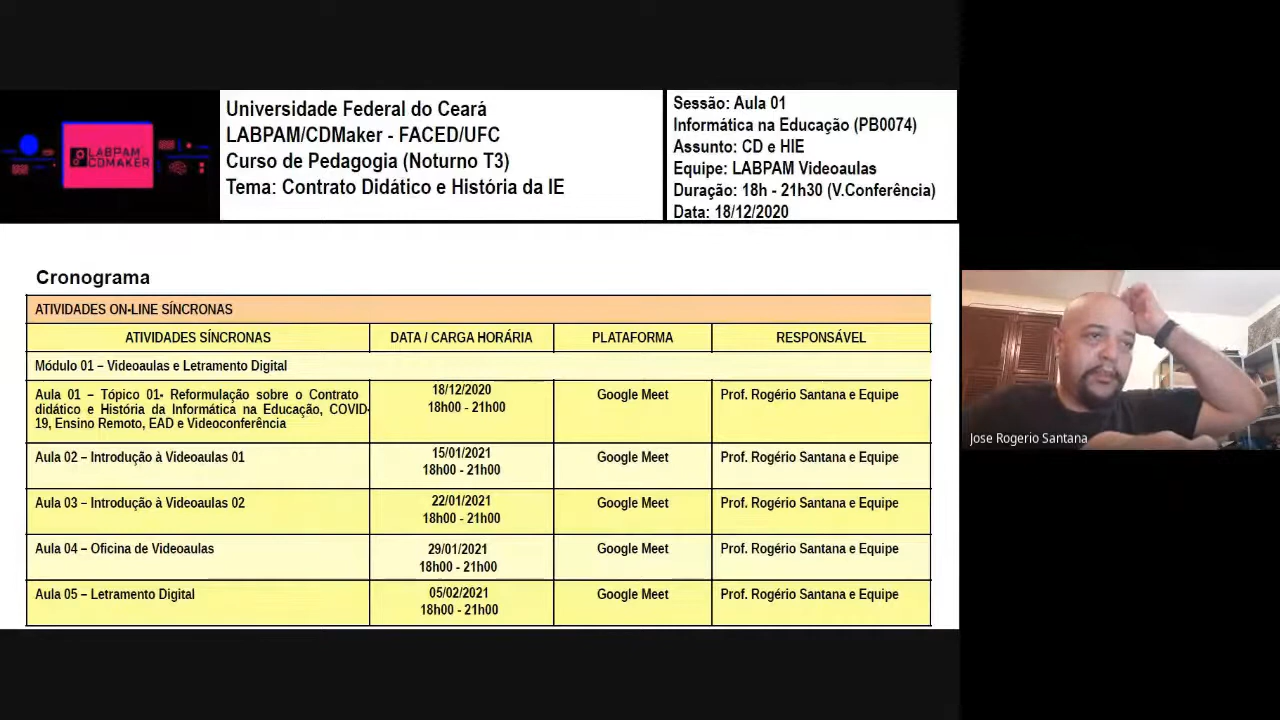 LABPAM
CDMAKER
Universidade Federal do Ceará
LABPAM/CDMaker - FACED/UFC
Curso de Pedagogia (Noturno T3)
Tema: Contrato Didático e História da IE
Sessão: Aula 01
Informática na Educação (PB0074)
Assunto: CD e HIE
Equipe: LABPAM Videoaulas
Duração: 18h - 21h30 (V.Conferência)
Data: 18/12/2020
Cronograma
ATIVIDADES ON-LINE SÍNCRONAS
ATIVIDADES SÍNCRONAS DATA / CARGA HORÁRIA PLATAFORMA RESPONSÁVEL
Módulo 01 – Videoaulas e Letramento Digital
Aula 01 – Tópico 01- Reformulação sobre o Contrato
didático e História da Informática na Educação, COVID-
19, Ensino Remoto, EAD e Videoconferência
18/12/2020
18h00 - 21h00
Google Meet
Prof. Rogério Santana e Equipe
Aula 02 – Introdução à Videoaulas 01
15/01/2021
18h00 - 21h00
Google Meet
Prof. Rogério Santana e Equipe
Aula 03 – Introdução à Videoaulas 02
22/01/2021
18h00 - 21h00
Google Meet
Prof. Rogério Santana e Equipe
Aula 04 – Oficina de Videoaulas
29/01/2021
18h00 - 21h00
Google Meet
Prof. Rogério Santana e Equipe
Aula 05 – Letramento Digital
05/02/2021
18h00 - 21h00
Google Meet
Prof. Rogério Santana e Equipe
Jose Rogerio Santana